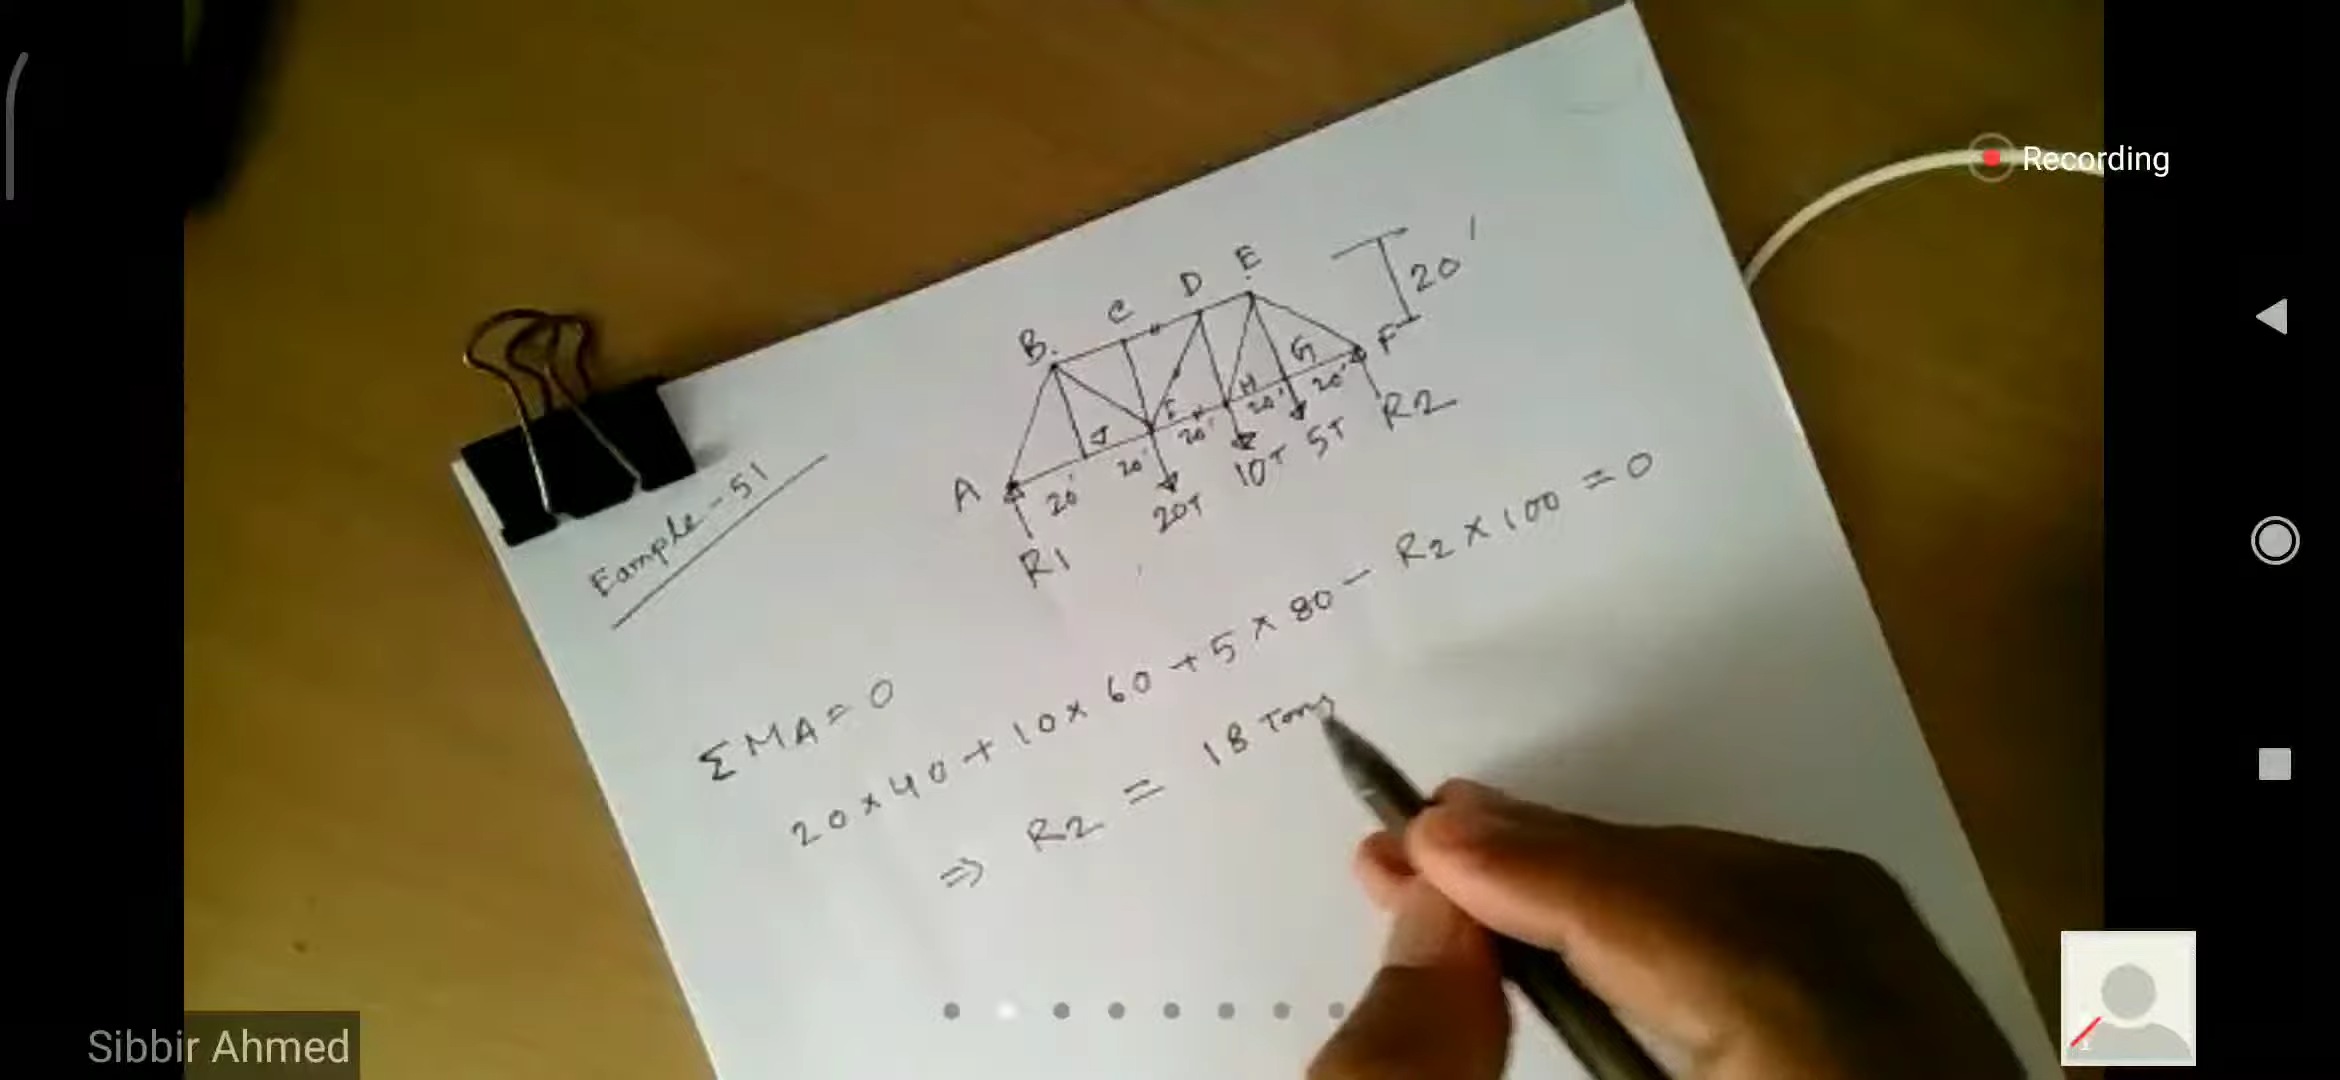 Recording
E
D
20'
C
B.
G
F
H
I
20'
J
20'
R2
20'
5T
A
20'
10T
20'
20T
R1
Eample-51
ΣMA=0
20×40+10×60+5×80-R2×100=0
⇒ R2 = 18 Tons
Sibbir Ahmed